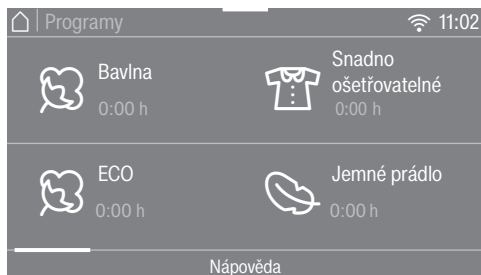 Programy 11:02
Bavlna
0:00 h
Snadno
ošetřovatelné
0:00 h
ECO
0:00 h
Jemné prádlo
0:00 h
Nápověda